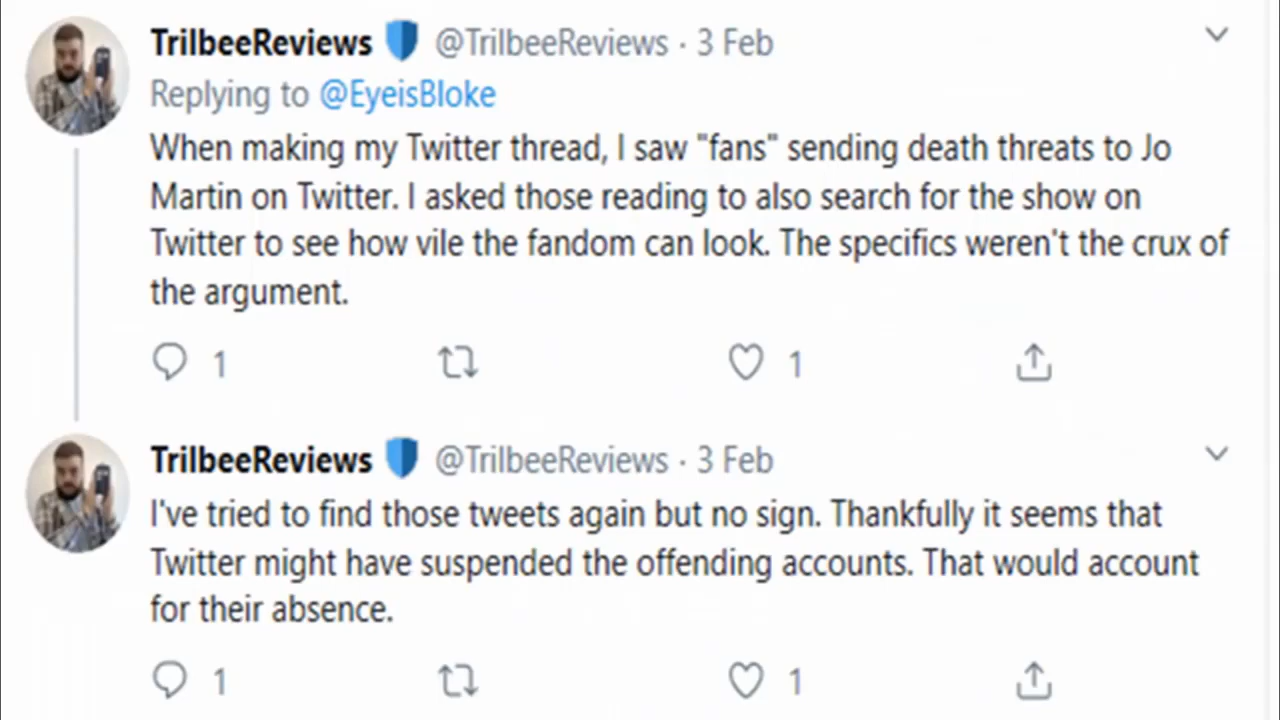 TrilbeeReviews @TrilbeeReviews · 3 Feb
Replying to @EyeisBloke
When making my Twitter thread, I saw "fans" sending death threats to Jo
Martin on Twitter. I asked those reading to also search for the show on
Twitter to see how vile the fandom can look. The specifics weren't the crux of
the argument.
1 1
TrilbeeReviews @TrilbeeReviews · 3 Feb
I've tried to find those tweets again but no sign. Thankfully it seems that
Twitter might have suspended the offending accounts. That would account
for their absence.
1 1